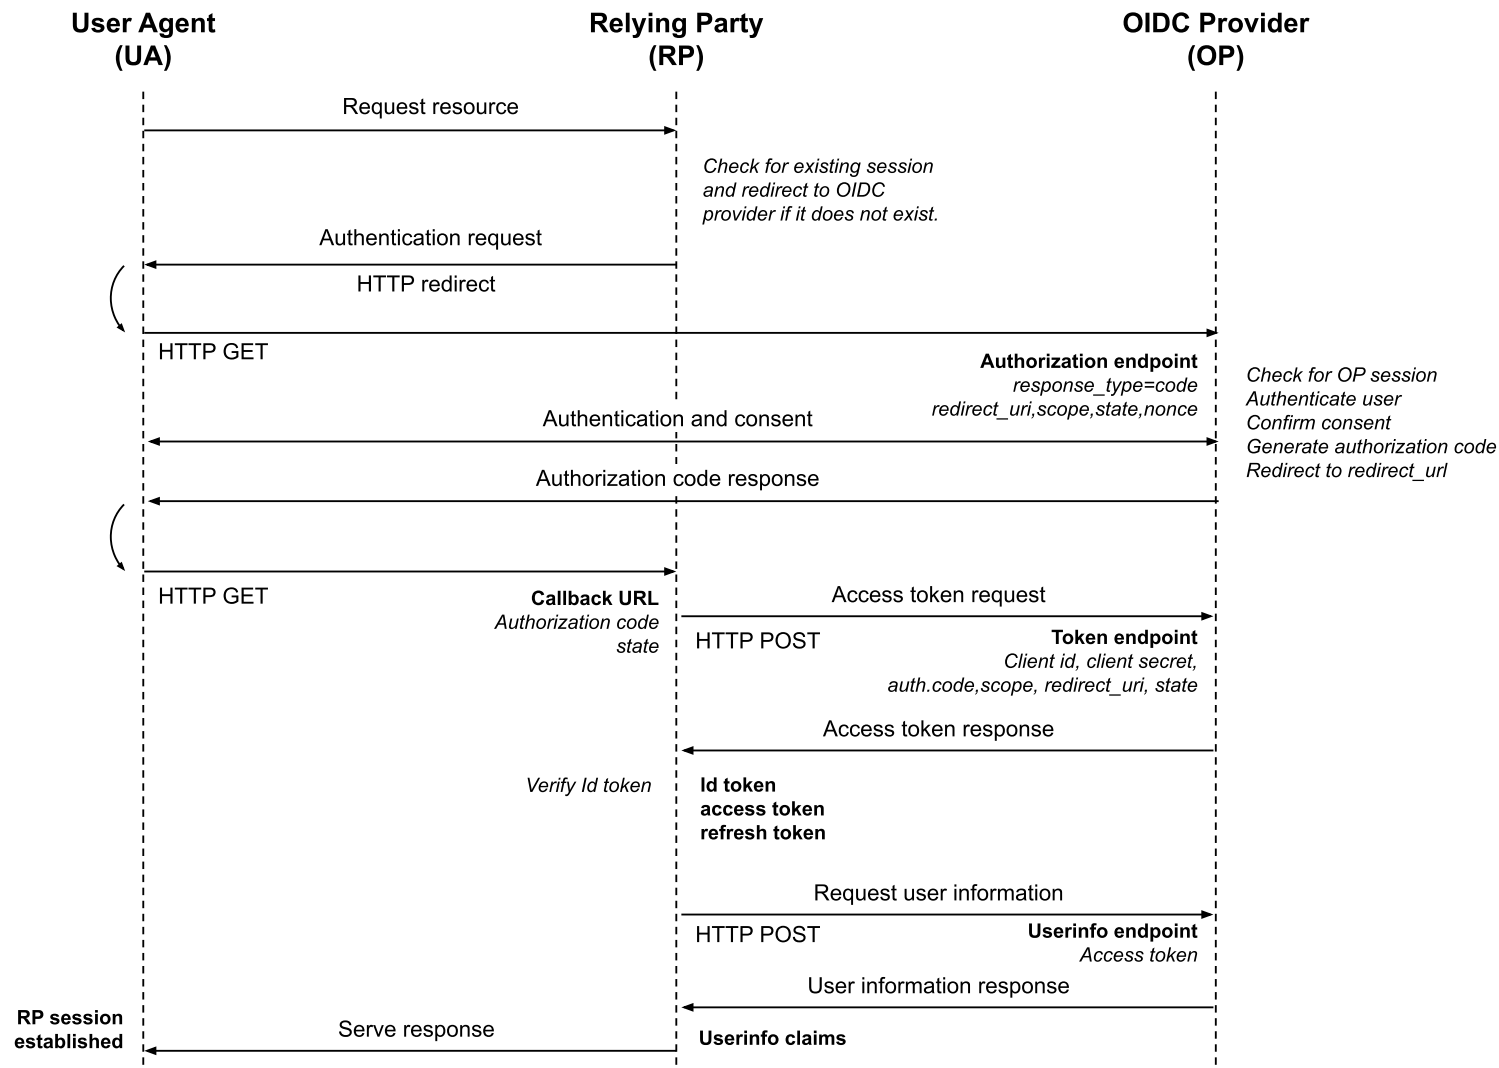 User Agent
(UA)
Relying Party
(RP)
OIDC Provider
(OP)
Request resource
Check for existing session
and redirect to OIDC
provider if it does not exist.
Authentication request
HTTP redirect
HTTP GET
Authorization endpoint
response_type=code
redirect_uri,scope,state,nonce
Check for OP session
Authenticate user
Confirm consent
Generate authorization code
Redirect to redirect_url
Authentication and consent
Authorization code response
HTTP GET
Callback URL
Authorization code
state
Access token request
HTTP POST
Token endpoint
Client id, client secret,
auth.code,scope, redirect_uri, state
Access token response
Verify Id token
Id token
access token
refresh token
Request user information
HTTP POST
Userinfo endpoint
Access token
User information response
RP session
established
Serve response
Userinfo claims